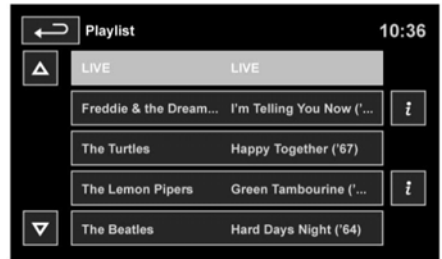 Playlist 10:36
LIVE LIVE
Freddie & the Dream... I'm Telling You Now ('... i
The Turtles Happy Together ('67)
The Lemon Pipers Green Tambourine ('... i
The Beatles Hard Days Night ('64)